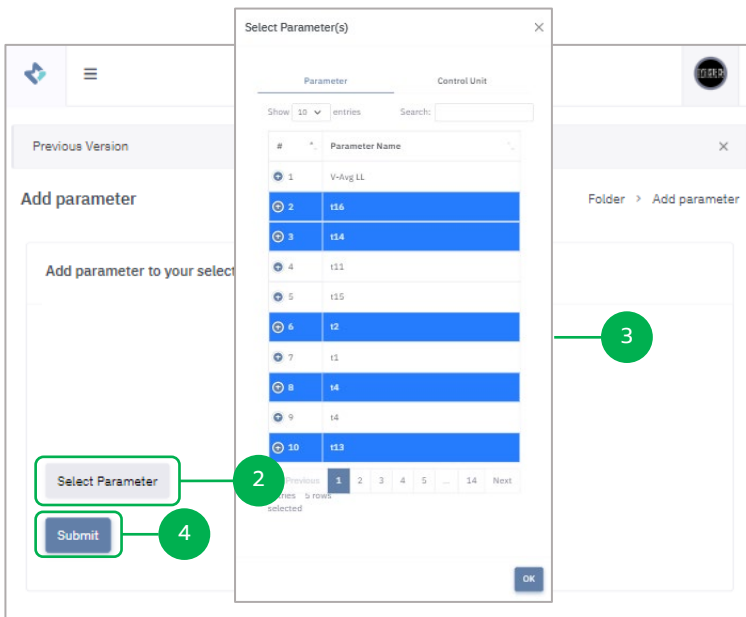 Select Parameter(s)
Parameter Control Unit
Show 10 entries Search:
# Parameter Name
1 V-Avg LL
2 t16
3 t14
4 t11
5 t15
6 t2
7 t1
8 t4
9 t4
10 t13
Previous 1 2 3 4 5 ... 14 Next
5 rows
selected
OK
3
Previous Version
Add parameter
Folder > Add parameter
Add parameter to your select
Select Parameter
2
Submit
4